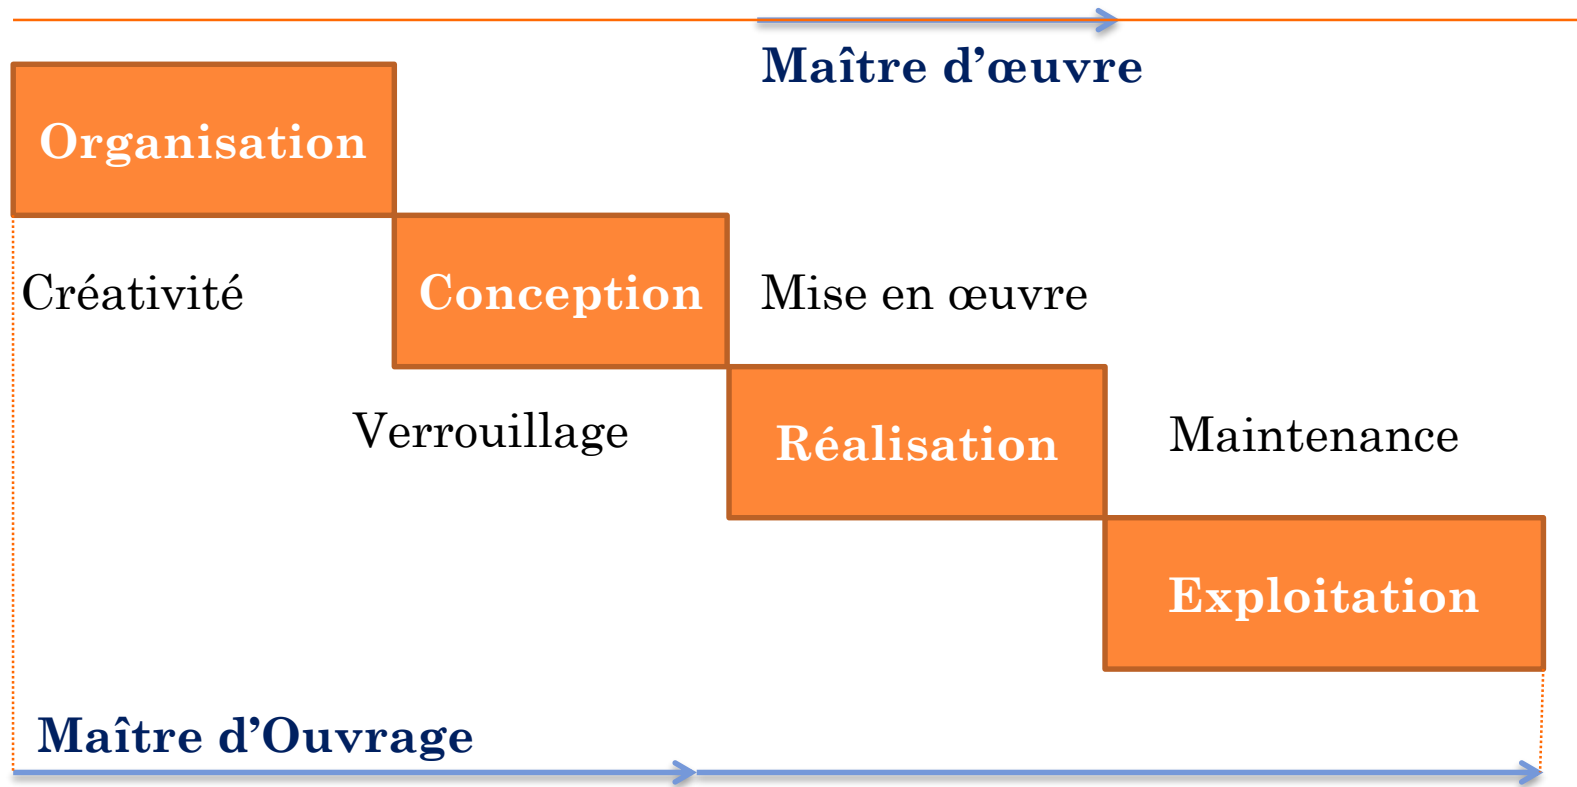 Maître d’œuvre
Organisation
Créativité
Conception
Mise en œuvre
Verrouillage
Réalisation
Maintenance
Exploitation
Maître d’Ouvrage